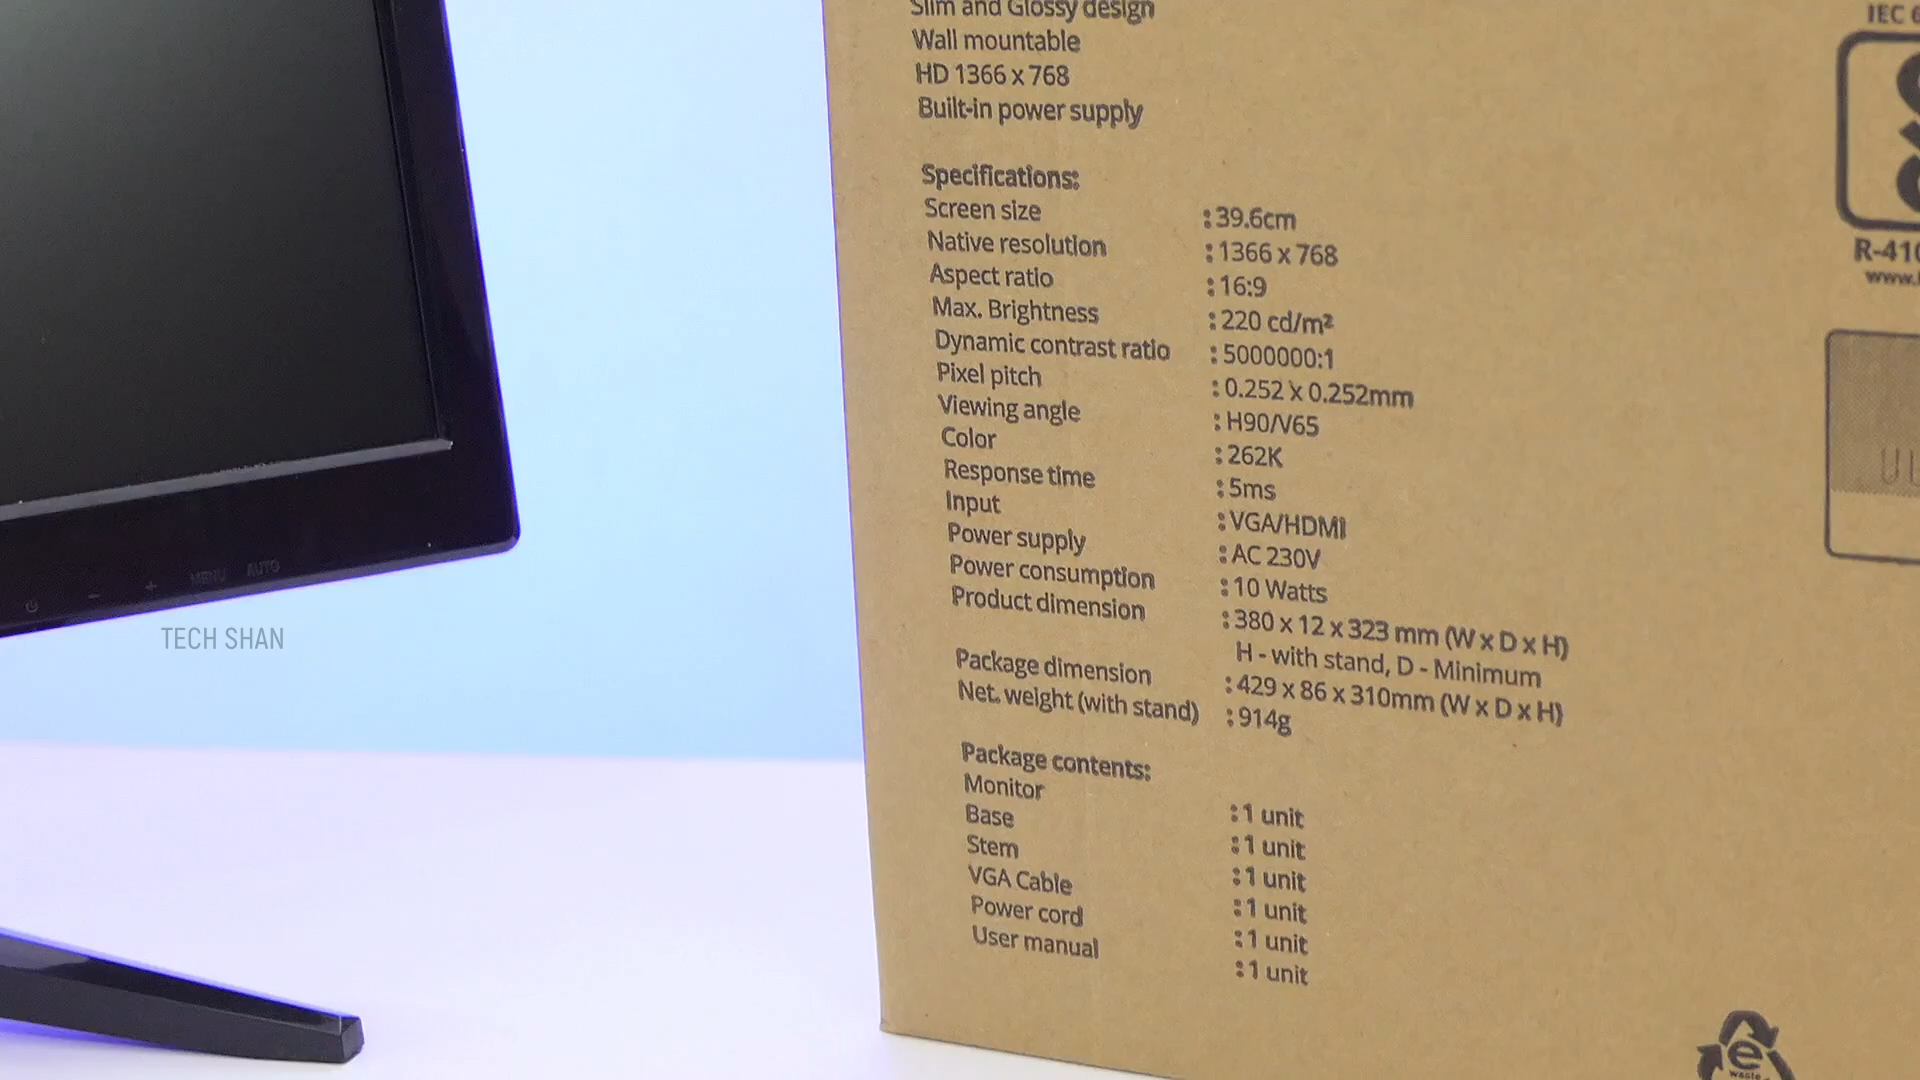 Slim and Glossy design
Wall mountable
HD 1366 x 768
Built-in power supply
Specifications:
Screen size : 39.6cm
Native resolution : 1366 x 768
Aspect ratio : 16:9
Max. Brightness : 220 cd/m²
Dynamic contrast ratio : 5000000:1
Pixel pitch : 0.252 x 0.252mm
Viewing angle : H90/V65
Color : 262K
Response time : 5ms
Input : VGA/HDMI
Power supply : AC 230V
Power consumption : 10 Watts
Product dimension : 380 x 12 x 323 mm (W x D x H)
H - with stand, D - Minimum
Package dimension : 429 x 86 x 310mm (W x D x H)
Net. weight (with stand) : 914g
Package contents:
Monitor : 1 unit
Base : 1 unit
Stem : 1 unit
VGA Cable : 1 unit
Power cord : 1 unit
User manual : 1 unit
IEC 6
R-410
www.
e
waste
- + MENU AUTO
TECH SHAN